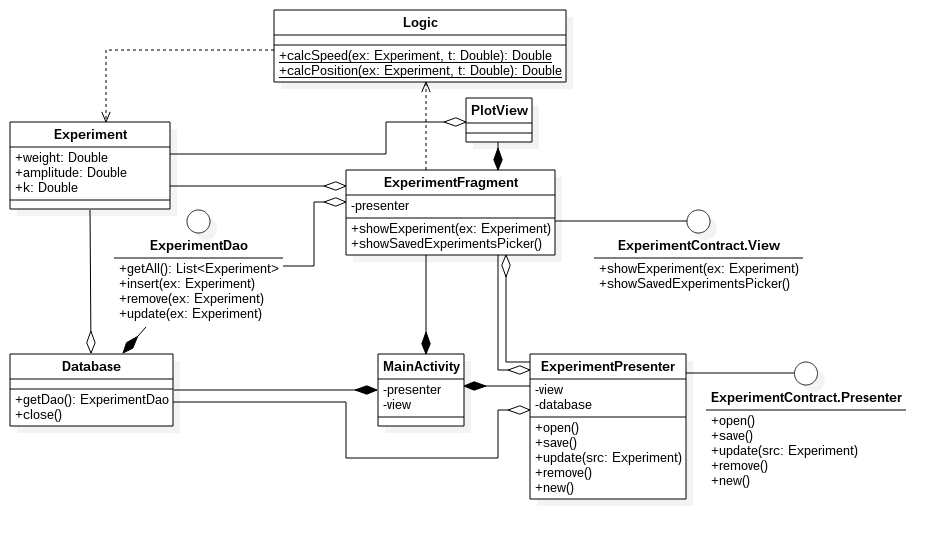 Logic
+calcSpeed(ex: Experiment, t: Double): Double
+calcPosition(ex: Experiment, t: Double): Double
PlotView
Experiment
+weight: Double
+amplitude: Double
+k: Double
ExperimentFragment
-presenter
+showExperiment(ex: Experiment)
+showSavedExperimentsPicker()
ExperimentDao
+getAll(): List<Experiment>
+insert(ex: Experiment)
+remove(ex: Experiment)
+update(ex: Experiment)
ExperimentContract.View
+showExperiment(ex: Experiment)
+showSavedExperimentsPicker()
Database
+getDao(): ExperimentDao
+close()
MainActivity
-presenter
-view
ExperimentPresenter
-view
-database
+open()
+save()
+update(src: Experiment)
+remove()
+new()
ExperimentContract.Presenter
+open()
+save()
+update(src: Experiment)
+remove()
+new()